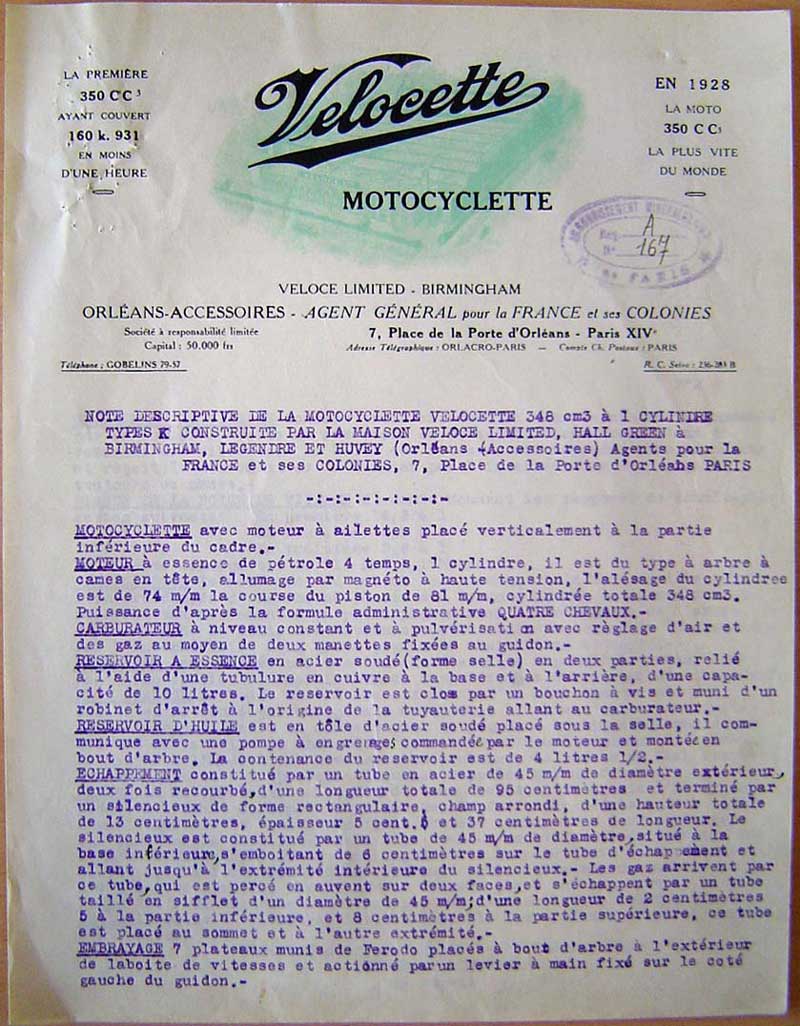 LA PREMIÈRE
350 CC³
AYANT COUVERT
160 k. 931
EN MOINS
D'UNE HEURE
Velocette
MOTOCYCLETTE
EN 1928
LA MOTO
350 CC³
LA PLUS VITE
DU MONDE
A
167
PARIS
VELOCE LIMITED - BIRMINGHAM
ORLÉANS-ACCESSOIRES - AGENT GÉNÉRAL pour la FRANCE et ses COLONIES
Société à responsabilité limitée
Capital : 50.000 frs
7, Place de la Porte d'Orléans - Paris XIVe
Adresse Télégraphique : ORLACRO-PARIS — Compte Ch. Postaux : PARIS
Téléphone : GOBELINS 79-57
R. C. Seine : 236-283 B
NOTE DESCRIPTIVE DE LA MOTOCYCLETTE VELOCETTE 348 cm3 à 1 CYLINDRE
TYPES K CONSTRUITE PAR LA MAISON VELOCE LIMITED, HALL GREEN à
BIRMINGHAM, LEGENDRE ET HUVEY (Orléans Accessoires) Agents pour la
FRANCE et ses COLONIES, 7, Place de la Porte d'Orléans PARIS
-:-:-:-:-:-:-
MOTOCYCLETTE avec moteur à ailettes placé verticalement à la partie
inférieure du cadre.-
MOTEUR à essence de pétrole 4 temps, 1 cylindre, il est du type à arbre à
cames en tête, allumage par magnéto à haute tension, l'alésage du cylindree
est de 74 m/m la course du piston de 81 m/m, cylindrée totale 348 cm3.
Puissance d'après la formule administrative QUATRE CHEVAUX.-
CARBURATEUR à niveau constant et à pulvérisation avec règlage d'air et
des gaz au moyen de deux manettes fixées au guidon.-
RESERVOIR A ESSENCE en acier soudé(forme selle) en deux parties, relié
à l'aide d'une tubulure en cuivre à la base et à l'arrière, d'une capa-
cité de 10 litres. Le reservoir est clos par un bouchon à vis et muni d'un
robinet d'arrêt à l'origine de la tuyauterie allant au carburateur.-
RESERVOIR D'HUILE est en tôle d'acier soudé placé sous la selle, il com-
munique avec une pompe à engrenages commandée par le moteur et montée en
bout d'arbre. La contenance du reservoir est de 4 litres 1/2.-
ECHAPPEMENT constitué par un tube en acier de 45 m/m de diamètre extérieur,
deux fois recourbé,d'une longueur totale de 95 centimètres et terminé par
un silencieux de forme rectangulaire, champ arrondi, d'une hauteur totale
de 13 centimètres, épaisseur 5 cent. et 37 centimètres de longueur. Le
silencieux est constitué par un tube de 45 m/m de diamètre,situé à la
base inférieure,s'emboitant de 6 centimètres sur le tube d'échappement et
allant jusqu'à l'extrémité intérieure du silencieux.- Les gaz arrivent par
ce tube,qui est percé en auvent sur deux faces,et s'échappent par un tube
taillé en sifflet d'un diamètre de 45 m/m;d'une longueur de 2 centimètres
5 à la partie inférieure, et 8 centimètres à la partie supérieure, ce tube
est placé au sommet et à l'autre extrémité.-
EMBRAYAGE 7 plateaux munis de Ferodo placés à bout d'arbre à l'extérieur
de laboite de vitesses et actionné parun levier à main fixé sur le coté
gauche du guidon.-